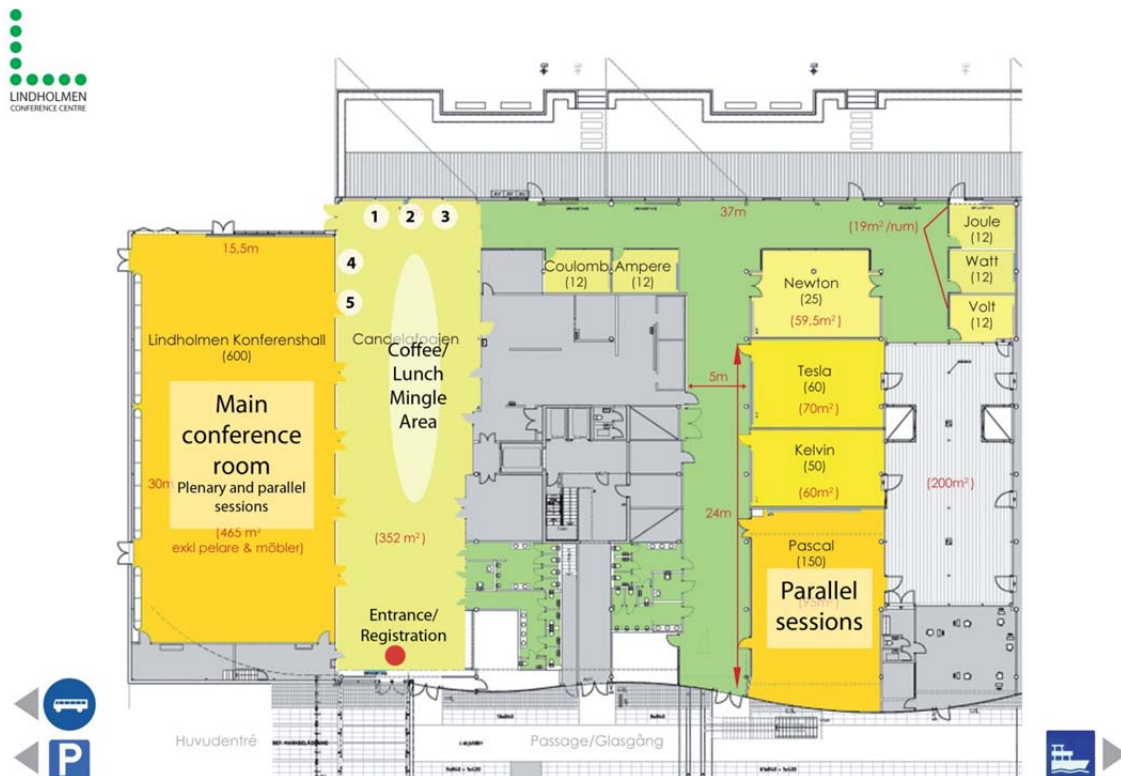 LINDHOLMEN
CONFERENCE CENTRE
1 2 3
37m
(19m²/rum)
Joule
(12)
15,5m
4
Coulomb
(12)
Ampere
(12)
Watt
(12)
Newton
(25)
(59,5m²)
5
Volt
(12)
Lindholmen Konferenshall
(600)
Candelafoajen
Coffee/
Lunch
Mingle
Area
Tesla
(60)
(70m²)
5m
Main
conference
room
Plenary and parallel
sessions
Kelvin
(50)
(60m²)
30m
(465 m²
exkl pelare & möbler)
(352 m²)
24m
(200m²)
Pascal
(150)
Parallel
sessions
Entrance/
Registration
Huvudentré
Passage/Glasgång
P